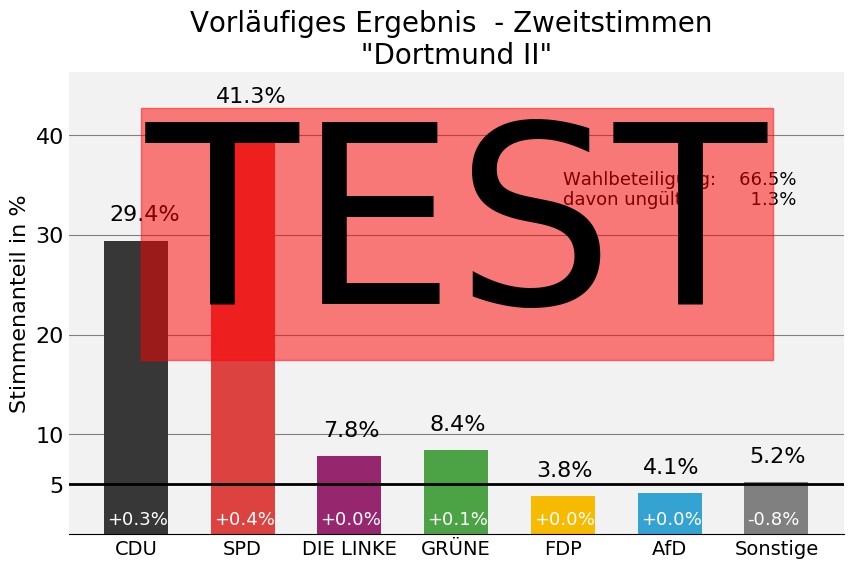 Vorläufiges Ergebnis  - Zweitstimmen
"Dortmund II"
41.3%
40
TEST
Wahlbeteiligung: 66.5%
davon ungültig: 1.3%
29.4%
30
Stimmenanteil in %
20
10
7.8%
8.4%
3.8%
4.1%
5.2%
5
+0.3%
+0.4%
+0.0%
+0.1%
+0.0%
+0.0%
-0.8%
CDU
SPD
DIE LINKE
GRÜNE
FDP
AfD
Sonstige